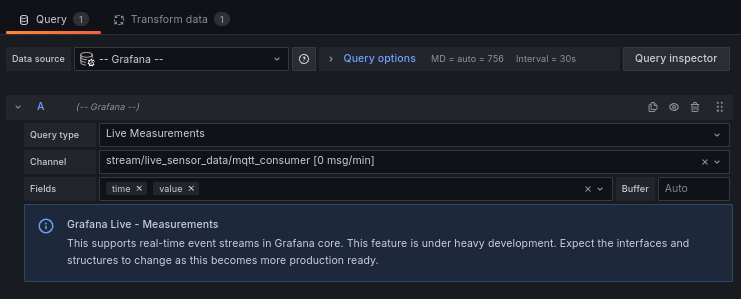 Query 1 Transform data 1
Data source -- Grafana -- Query options MD = auto = 756 Interval = 30s Query inspector
A (-- Grafana --)
Query type Live Measurements
Channel stream/live_sensor_data/mqtt_consumer [0 msg/min]
Fields time value Buffer Auto
Grafana Live - Measurements
This supports real-time event streams in Grafana core. This feature is under heavy development. Expect the interfaces and
structures to change as this becomes more production ready.